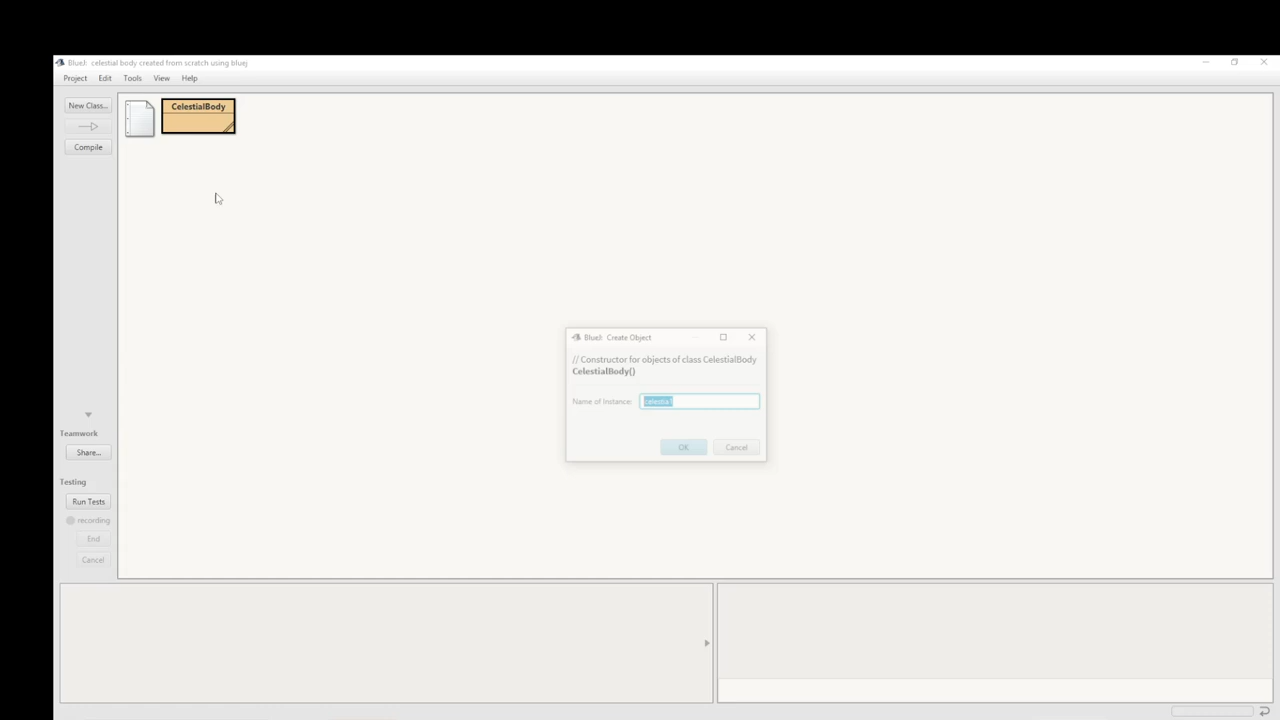 BlueJ: celestial body created from scratch using bluej
Project Edit Tools View Help
New Class...
CelestialBody
Compile
BlueJ: Create Object
// Constructor for objects of class CelestialBody
CelestialBody()
Name of Instance: celestia1
OK Cancel
Teamwork
Share...
Testing
Run Tests
recording
End
Cancel